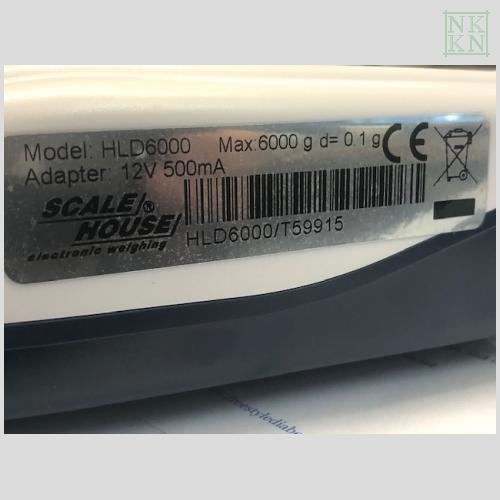 NK
KN
Model: HLD6000 Max:6000 g d= 0.1 g CE
Adapter: 12V 500mA
SCALE/®
HOUSE/
electronic weighing
HLD6000/T59915